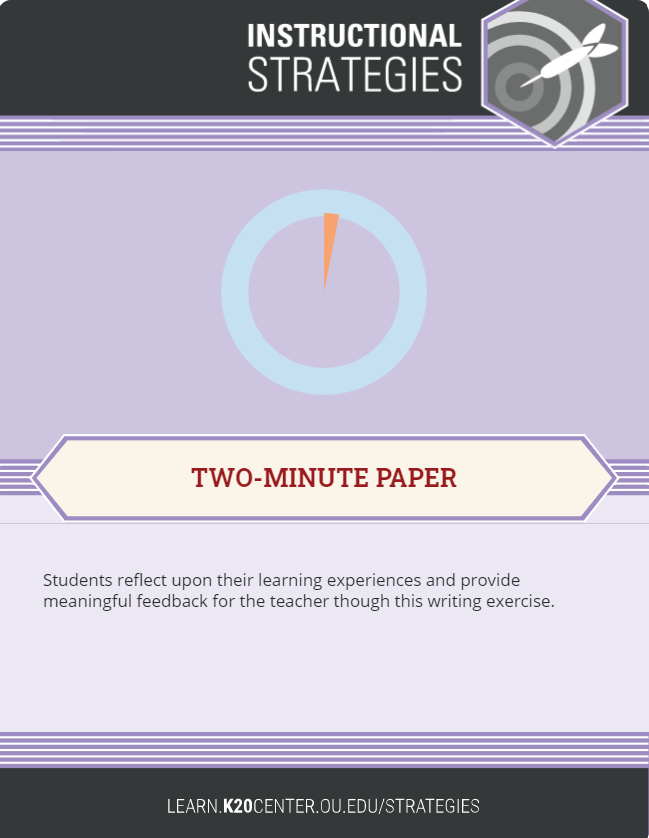 INSTRUCTIONAL
STRATEGIES
TWO-MINUTE PAPER
Students reflect upon their learning experiences and provide
meaningful feedback for the teacher though this writing exercise.
LEARN.K20CENTER.OU.EDU/STRATEGIES